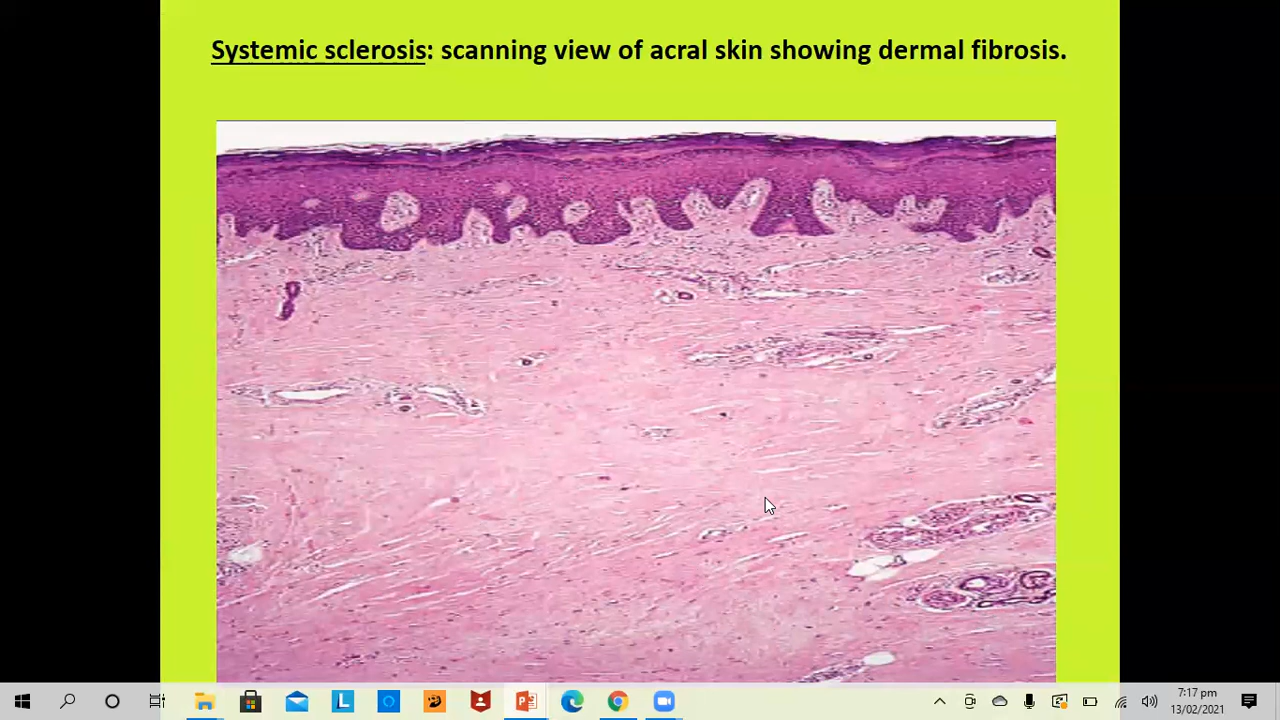 Systemic sclerosis: scanning view of acral skin showing dermal fibrosis.
7:17 pm
13/02/2021